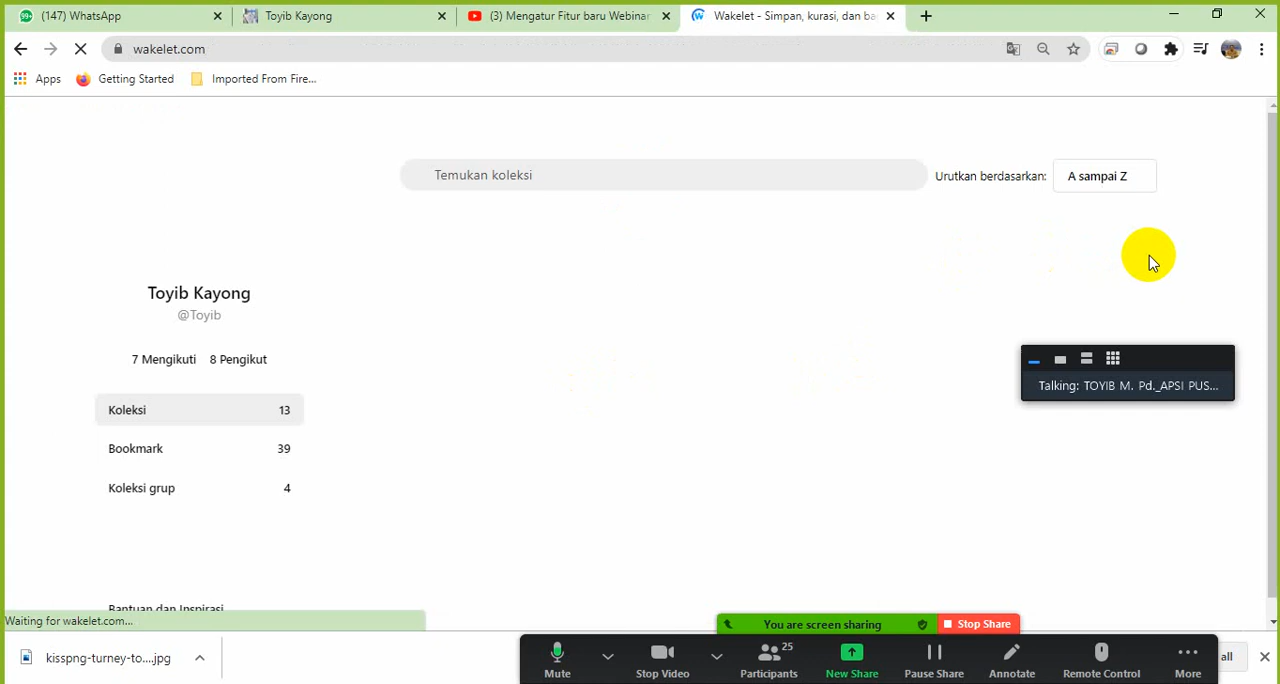 99+ (147) WhatsApp
Toyib Kayong
(3) Mengatur Fitur baru Webinar
Wakelet - Simpan, kurasi, dan ba
wakelet.com
Apps
Getting Started
Imported From Fire...
Temukan koleksi
Urutkan berdasarkan:
A sampai Z
Toyib Kayong
@Toyib
7 Mengikuti 8 Pengikut
Talking: TOYIB M. Pd._APSI PUS...
Koleksi 13
Bookmark 39
Koleksi grup 4
Bantuan dan Inspirasi
Waiting for wakelet.com...
You are screen sharing
Stop Share
kisspng-turney-to....jpg
Mute
Stop Video
25
Participants
New Share
Pause Share
Annotate
Remote Control
More
all